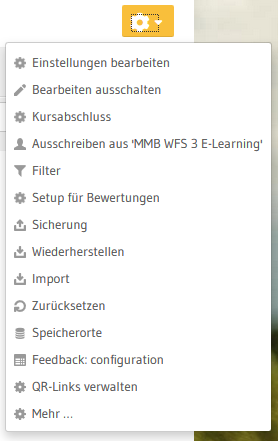 Einstellungen bearbeiten
Bearbeiten ausschalten
Kursabschluss
Ausschreiben aus 'MMB WFS 3 E-Learning'
Filter
Setup für Bewertungen
Sicherung
Wiederherstellen
Import
Zurücksetzen
Speicherorte
Feedback: configuration
QR-Links verwalten
Mehr ...